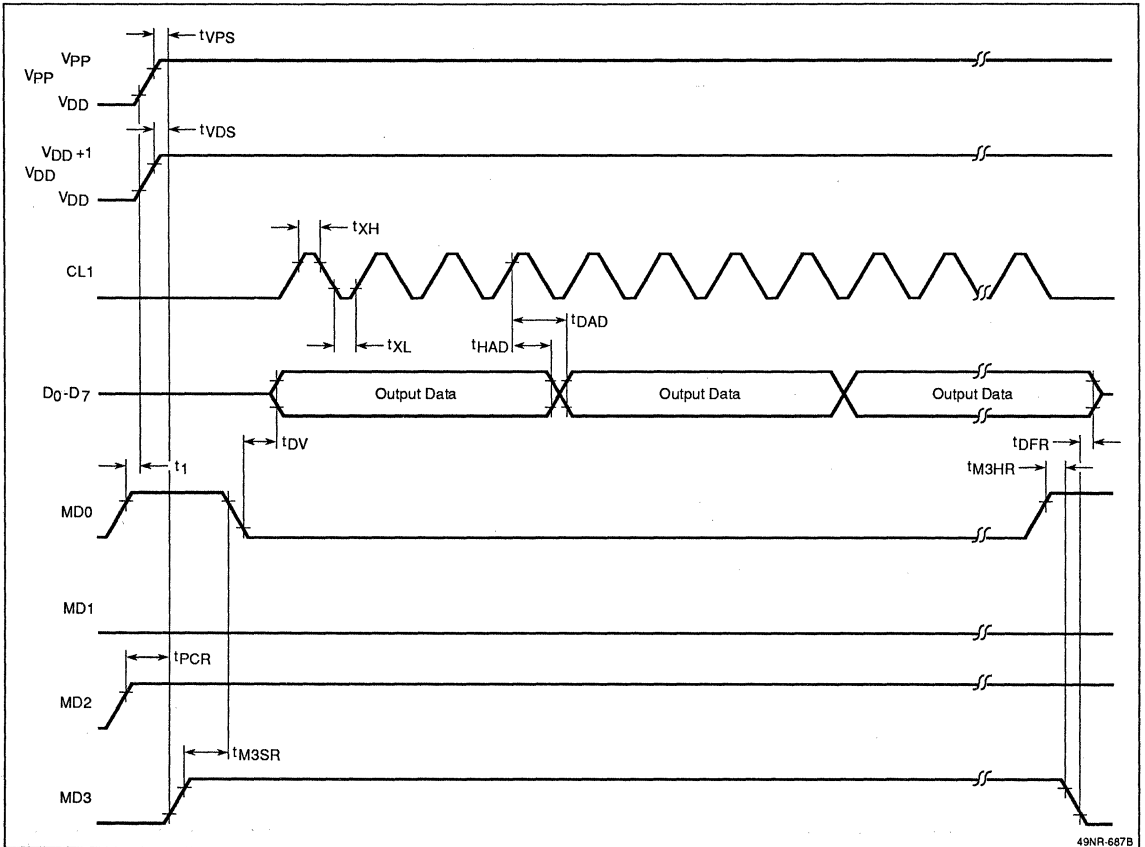 tVPS
VPP
VPP
VDD
tVDS
VDD +1
VDD
VDD
tXH
CL1
tDAD
tXL
tHAD
D0-D7
Output Data
Output Data
Output Data
tDV
tDFR
t1
tM3HR
MD0
MD1
tPCR
MD2
tM3SR
MD3
49NR-687B